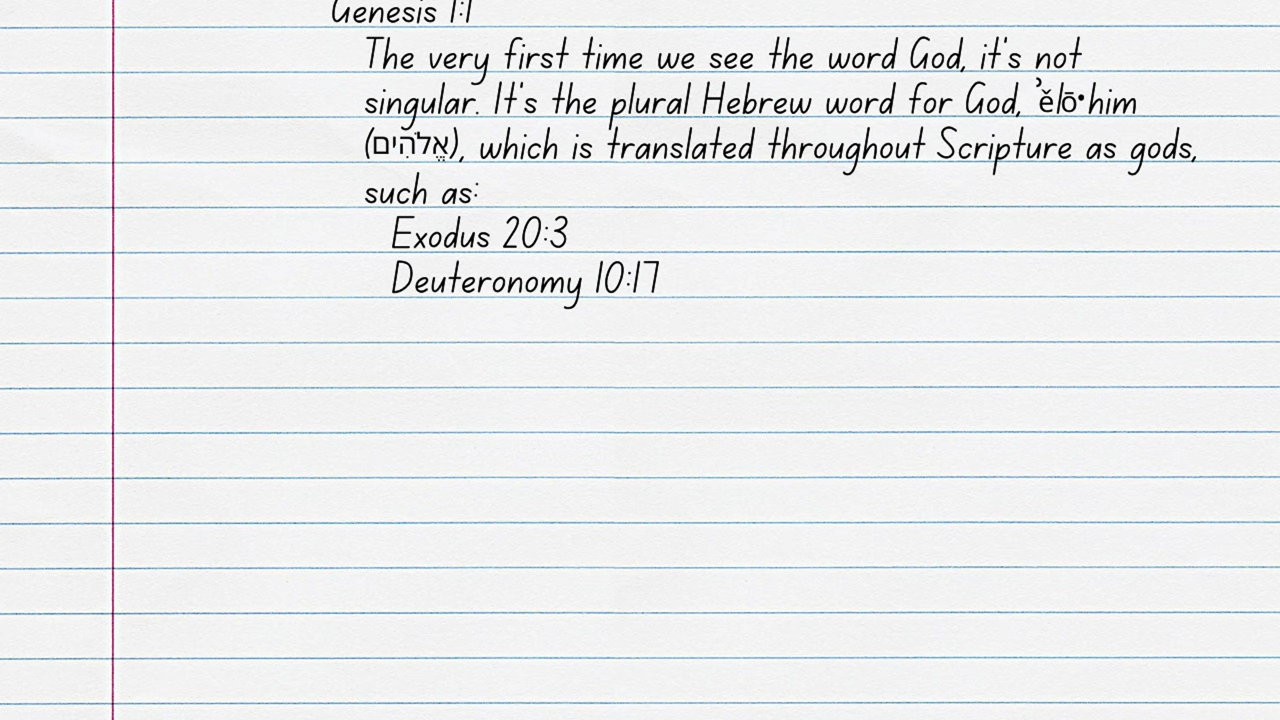 Genesis 1:1
The very first time we see the word God, it's not
singular. It's the plural Hebrew word for God, ʾĕlō·him
(אֱלֹהִים), which is translated throughout Scripture as gods,
such as:
Exodus 20:3
Deuteronomy 10:17